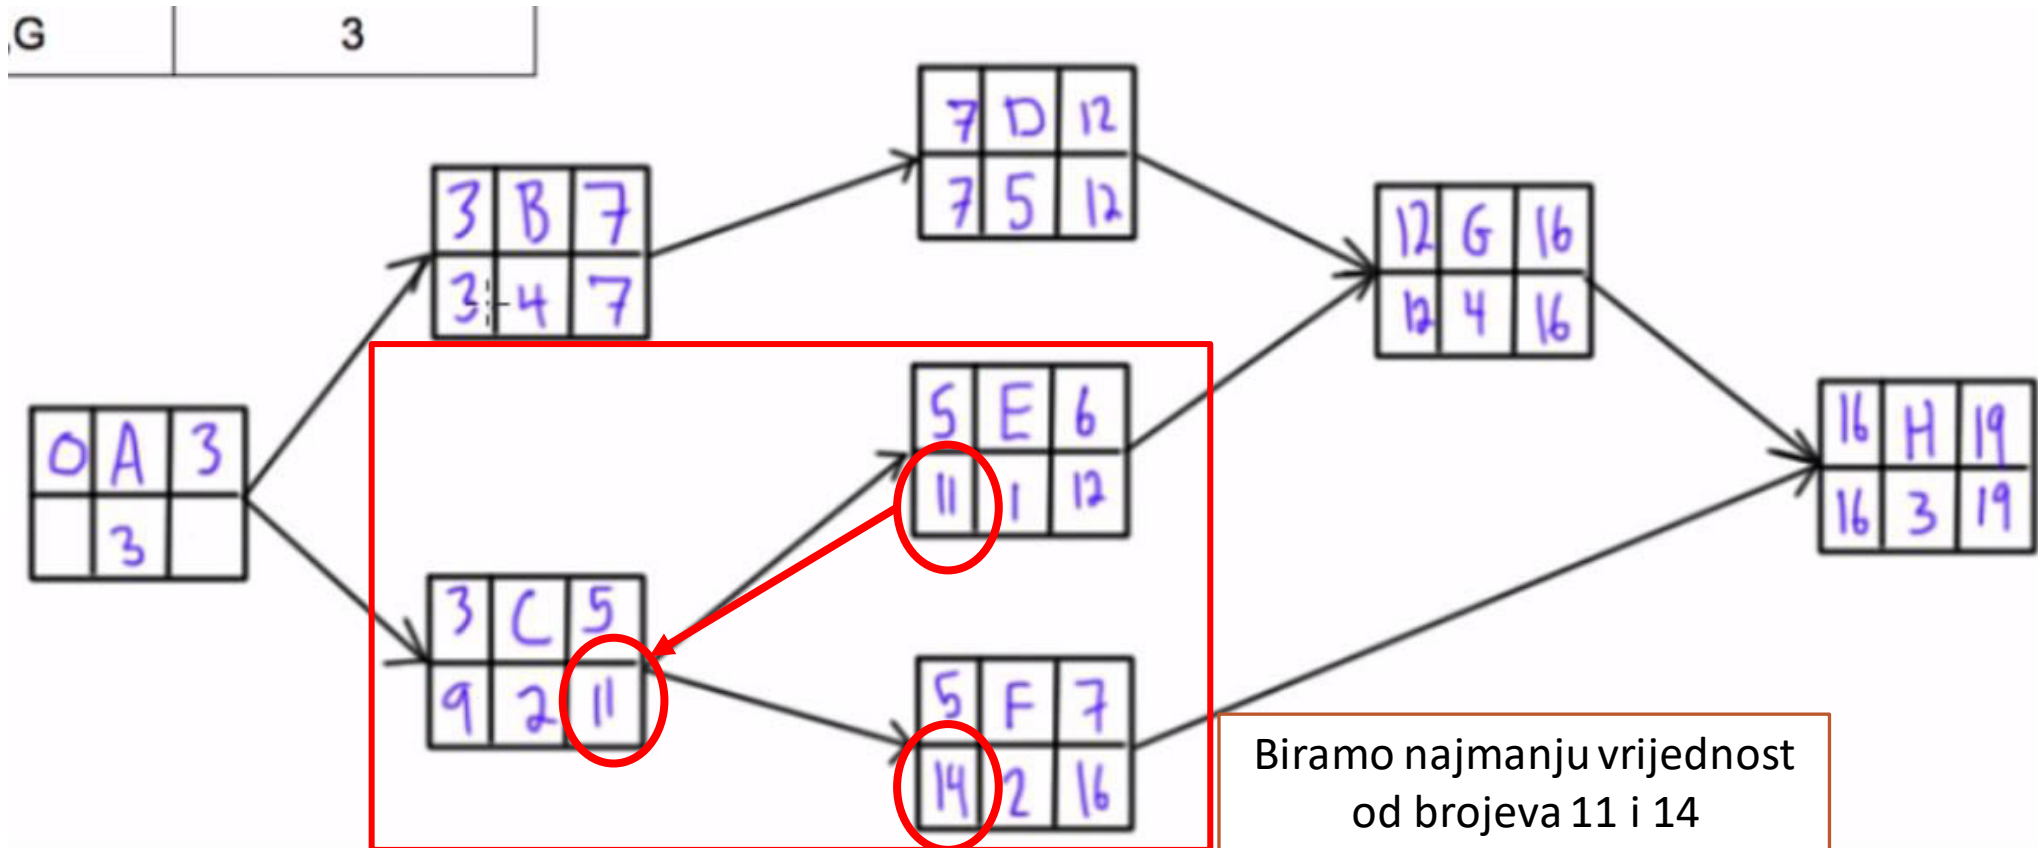 ,G 3
7 D 12
7 5 12
3 B 7
3 4 7
12 G 16
12 4 16
5 E 6
11 1 12
0 A 3
3
16 H 19
16 3 19
3 C 5
9 2 11
5 F 7
14 2 16
Biramo najmanju vrijednost
od brojeva 11 i 14